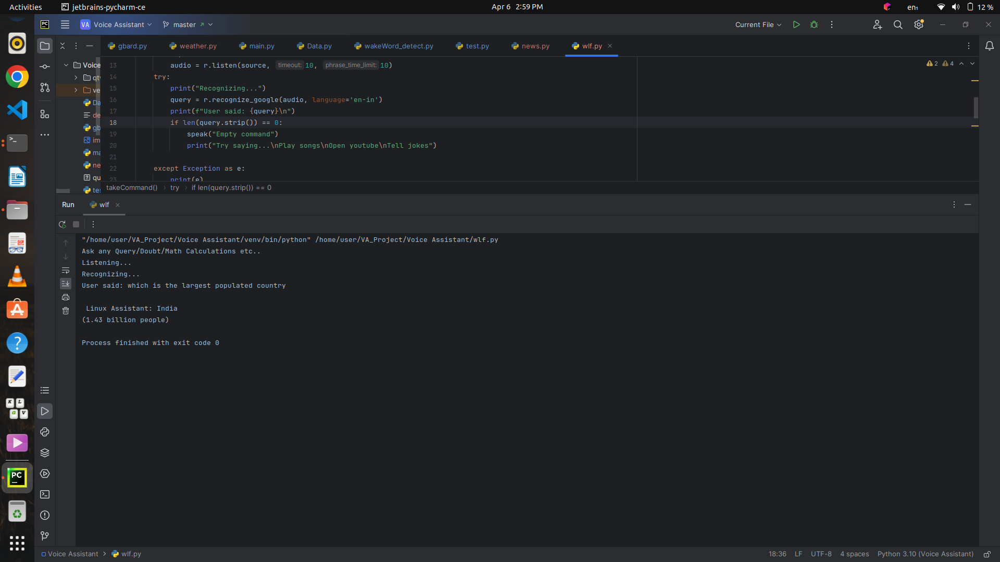 Activities jetbrains-pycharm-ce Apr 6 2:59 PM en₁ 12 %
PC VA Voice Assistant master Current File
gbard.py weather.py main.py Data.py wakeWord_detect.py test.py news.py wlf.py
Voice
qt
ve
Da
de
gb
im
ma
ne
qu
tes
13 audio = r.listen(source, timeout: 10, phrase_time_limit: 10)
14 try:
15 print("Recognizing...")
16 query = r.recognize_google(audio, language='en-in')
17 print(f"User said: {query}\n")
18 if len(query.strip()) == 0:
19 speak("Empty command")
20 print("Try saying...\nPlay songs\nOpen youtube\nTell jokes")
21
22 except Exception as e:
23 print(e)
2 4
takeCommand() › try › if len(query.strip()) == 0
Run wlf
"/home/user/VA_Project/Voice Assistant/venv/bin/python" /home/user/VA_Project/Voice Assistant/wlf.py
Ask any Query/Doubt/Math Calculations etc..
Listening...
Recognizing...
User said: which is the largest populated country
Linux Assistant: India
(1.43 billion people)
Process finished with exit code 0
K L
a V
PC
Voice Assistant › wlf.py 18:36 LF UTF-8 4 spaces Python 3.10 (Voice Assistant)